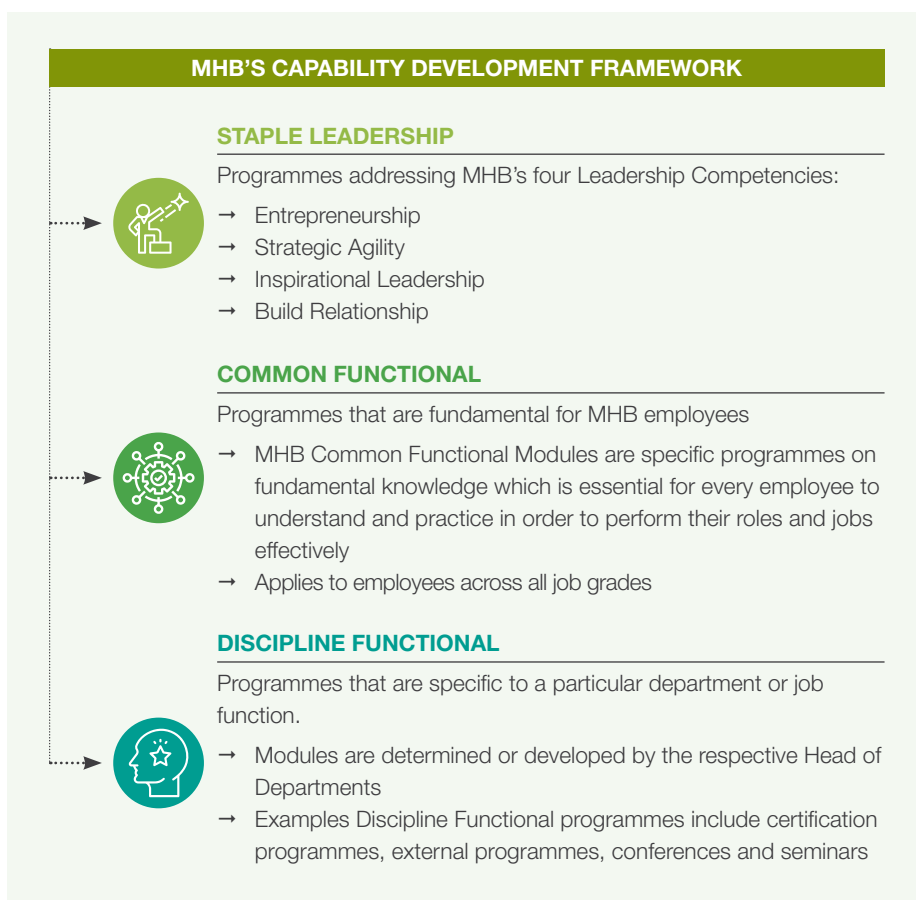 MHB'S CAPABILITY DEVELOPMENT FRAMEWORK
STAPLE LEADERSHIP
Programmes addressing MHB's four Leadership Competencies:
→ Entrepreneurship
→ Strategic Agility
→ Inspirational Leadership
→ Build Relationship
COMMON FUNCTIONAL
Programmes that are fundamental for MHB employees
→ MHB Common Functional Modules are specific programmes on
fundamental knowledge which is essential for every employee to
understand and practice in order to perform their roles and jobs
effectively
→ Applies to employees across all job grades
DISCIPLINE FUNCTIONAL
Programmes that are specific to a particular department or job
function.
→ Modules are determined or developed by the respective Head of
Departments
→ Examples Discipline Functional programmes include certification
programmes, external programmes, conferences and seminars